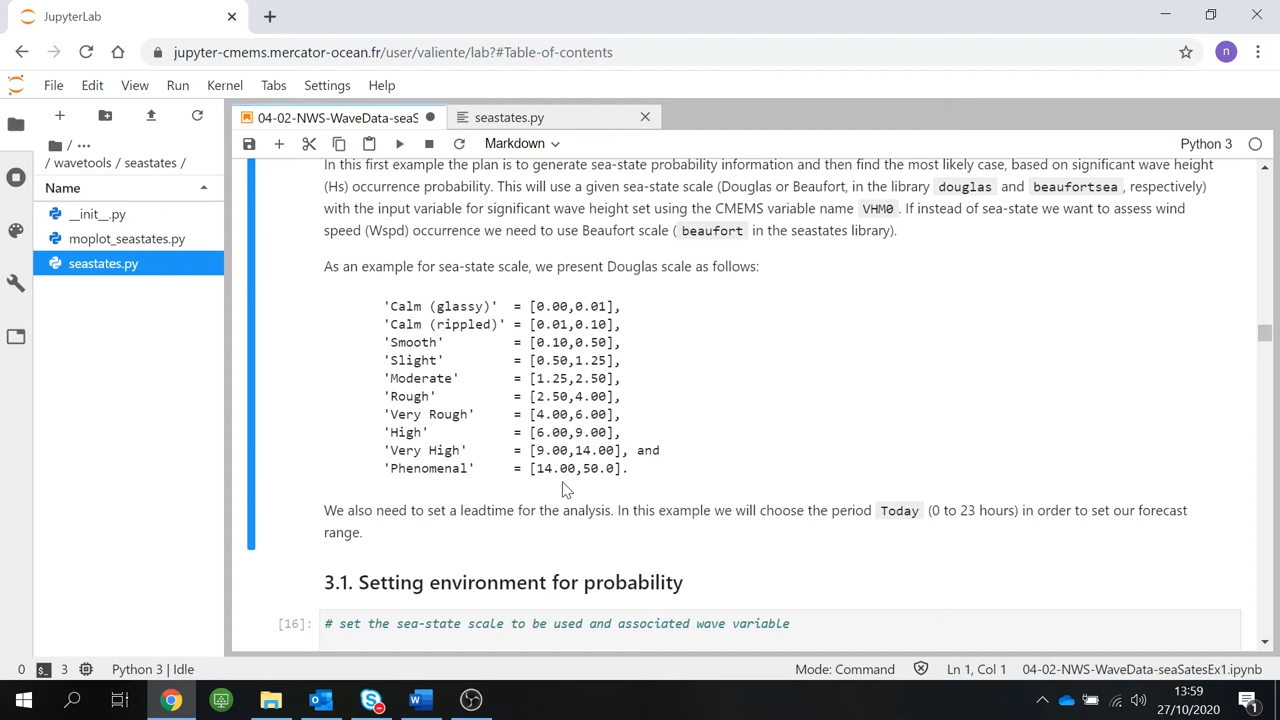 JupyterLab
jupyter-cmems.mercator-ocean.fr/user/valiente/lab?#Table-of-contents
n
File Edit View Run Kernel Tabs Settings Help
04-02-NWS-WaveData-seaS
seastates.py
/ ...
/ wavetools / seastates /
Name
__init__.py
moplot_seastates.py
seastates.py
Markdown
Python 3
In this first example the plan is to generate sea-state probability information and then find the most likely case, based on significant wave height
(Hs) occurrence probability. This will use a given sea-state scale (Douglas or Beaufort, in the library douglas and beaufortsea, respectively)
with the input variable for significant wave height set using the CMEMS variable name VHM0. If instead of sea-state we want to assess wind
speed (Wspd) occurrence we need to use Beaufort scale ( beaufort in the seastates library).
As an example for sea-state scale, we present Douglas scale as follows:
'Calm (glassy)' = [0.00,0.01],
'Calm (rippled)' = [0.01,0.10],
'Smooth' = [0.10,0.50],
'Slight' = [0.50,1.25],
'Moderate' = [1.25,2.50],
'Rough' = [2.50,4.00],
'Very Rough' = [4.00,6.00],
'High' = [6.00,9.00],
'Very High' = [9.00,14.00], and
'Phenomenal' = [14.00,50.0].
We also need to set a leadtime for the analysis. In this example we will choose the period Today (0 to 23 hours) in order to set our forecast
range.
3.1. Setting environment for probability
[16]: # set the sea-state scale to be used and associated wave variable
0 3 Python 3 | Idle
Mode: Command Ln 1, Col 1 04-02-NWS-WaveData-seaSatesEx1.ipynb
13:59
27/10/2020
1